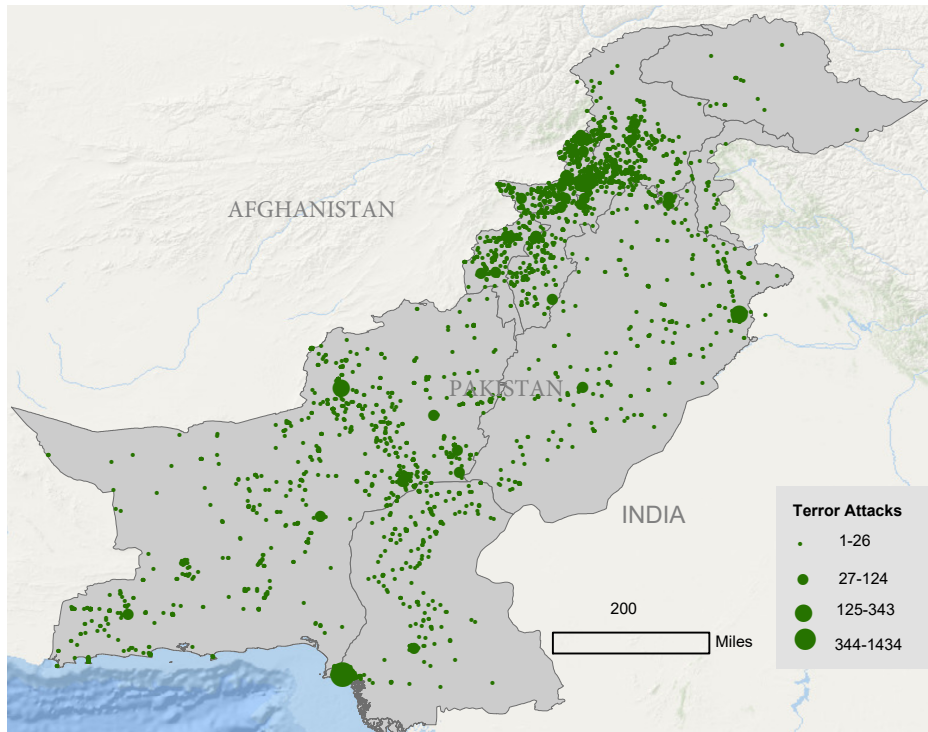 AFGHANISTAN
PAKISTAN
INDIA
Terror Attacks
1-26
27-124
125-343
344-1434
200
Miles